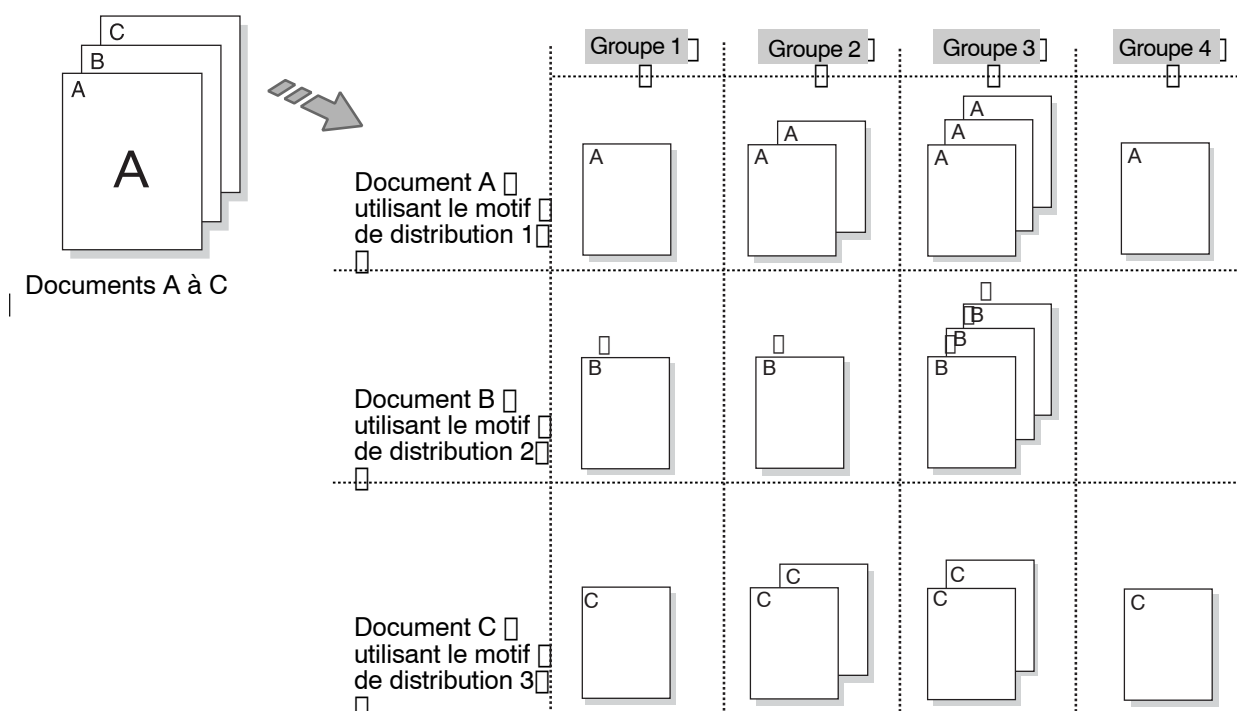 C
B
A
A
Documents A à C
Groupe 1
Groupe 2
Groupe 3
Groupe 4
Document A
utilisant le motif
de distribution 1
A
A
A
A
A
A
A
Document B
utilisant le motif
de distribution 2
B
B
B
B
B
Document C
utilisant le motif
de distribution 3
C
C
C
C
C
C